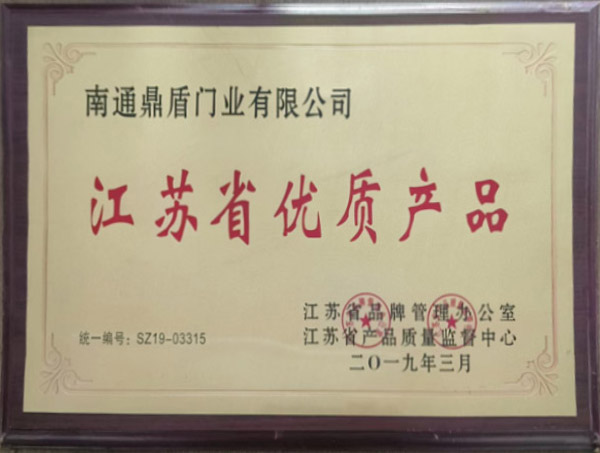 南通鼎盾门业有限公司
江苏省优质产品
江苏省品牌管理办公室
统一编号：SZ19-03315
江苏省产品质量监督中心
二〇一九年三月